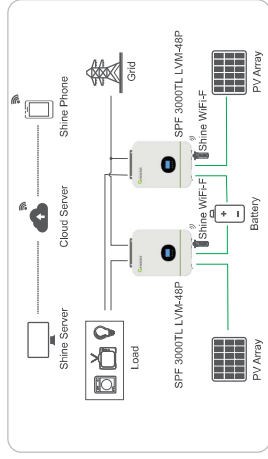 Shine Server
Cloud Server
Shine Phone
Load
Grid
SPF 3000TL LVM-48P
SPF 3000TL LVM-48P
Shine WiFi-F
Shine WiFi-F
PV Array
Battery
PV Array